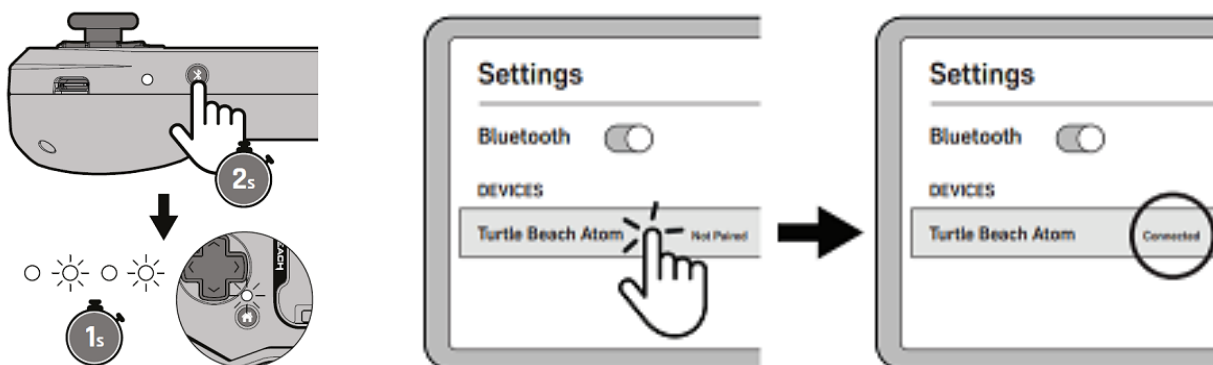 2s
1s
Settings
Bluetooth
DEVICES
Turtle Beach Atom Not Paired
Settings
Bluetooth
DEVICES
Turtle Beach Atom Connected